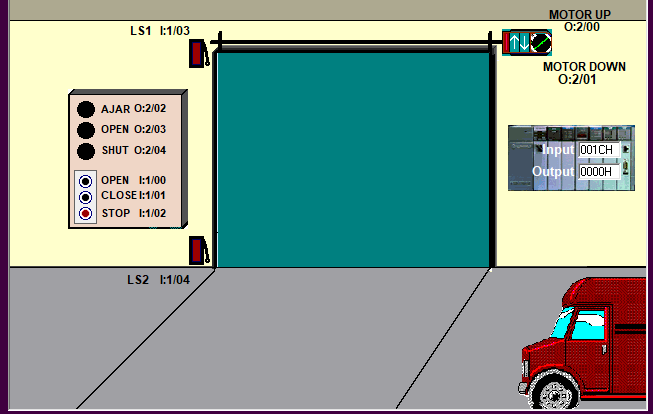 MOTOR UP
O:2/00
LS1 I:1/03
MOTOR DOWN
O:2/01
AJAR O:2/02
OPEN O:2/03
SHUT O:2/04
OPEN I:1/00
CLOSE I:1/01
STOP I:1/02
Input 001CH
Output 0000H
LS2 I:1/04